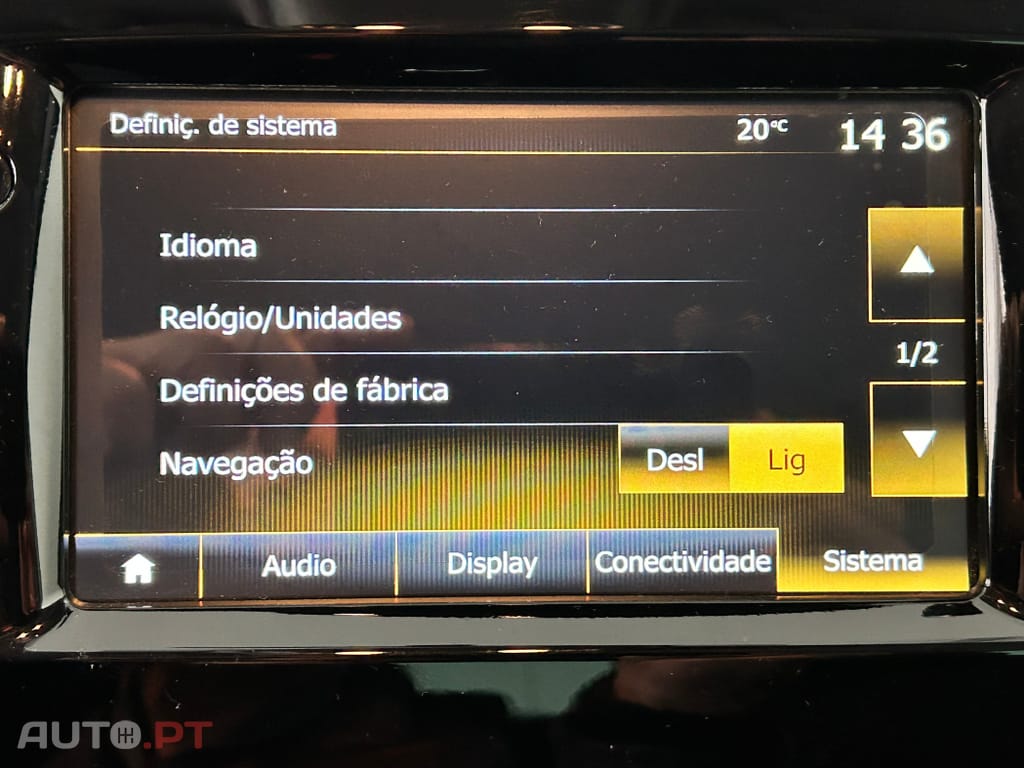 Definiç. de sistema 20°C 14 36
Idioma
Relógio/Unidades
1/2
Definições de fábrica
Navegação Desl Lig
Audio Display Conectividade Sistema
AUTO.PT